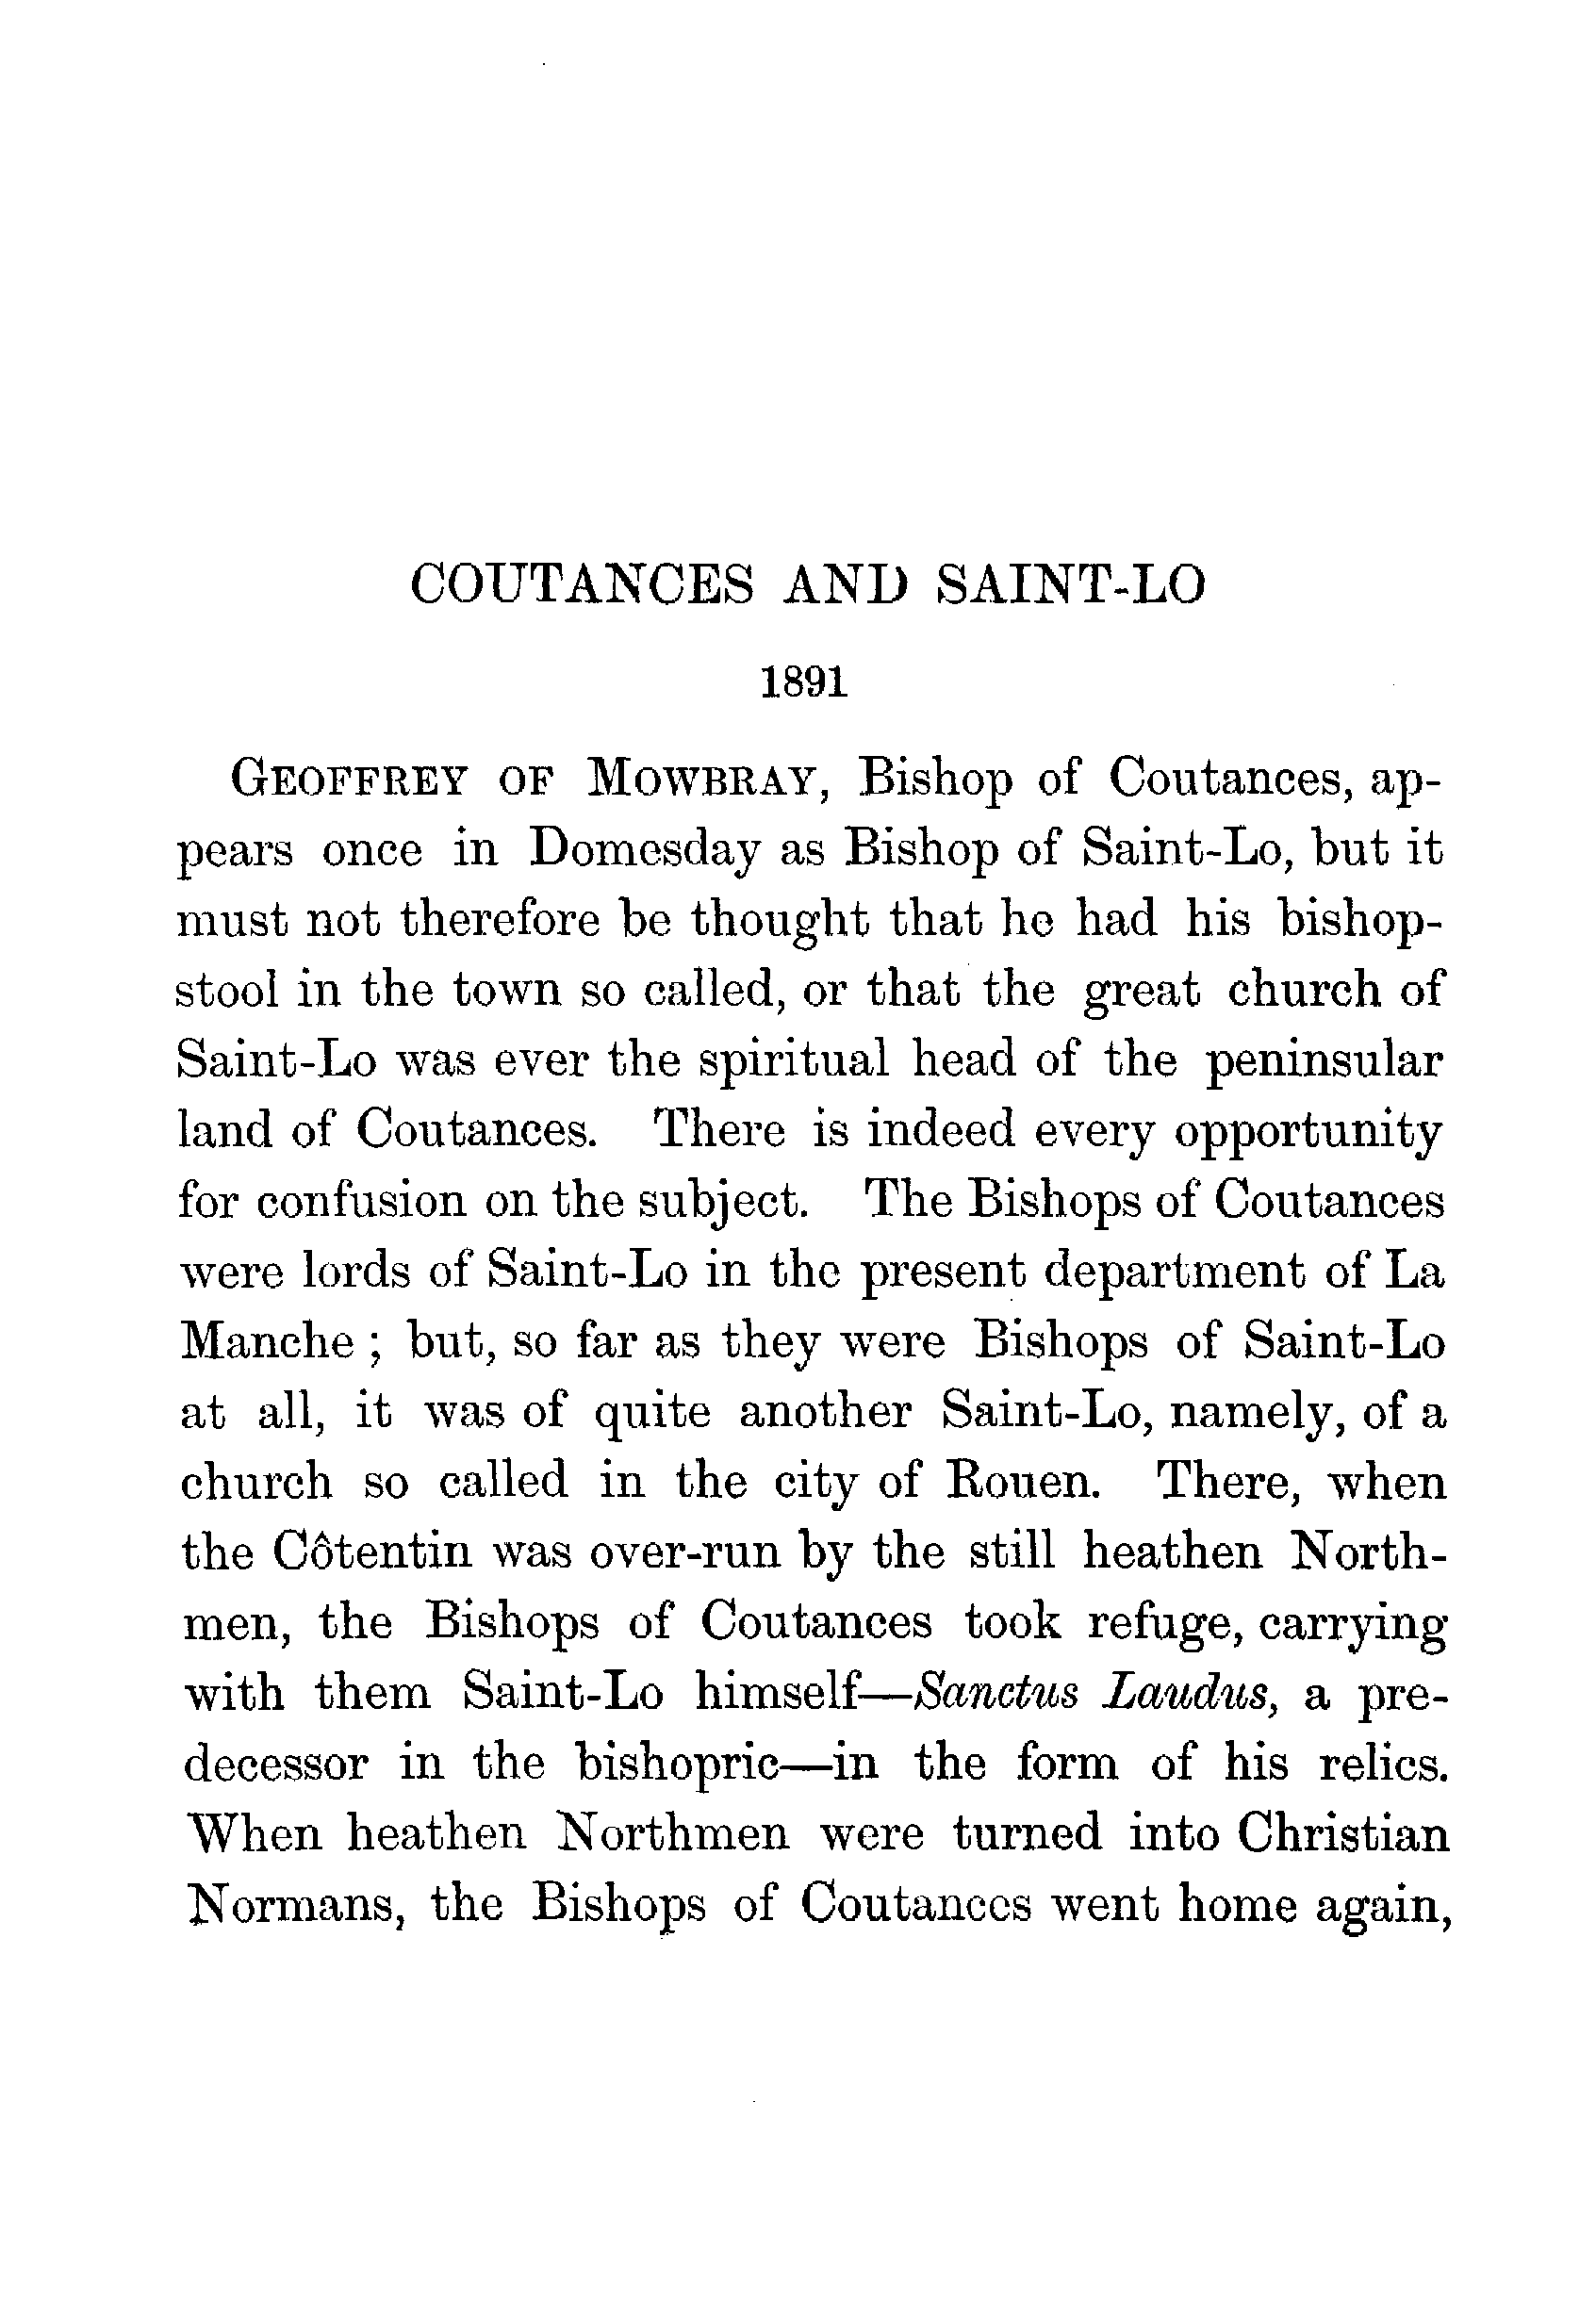 COUTANCES AND SAINT-LO
1891
GEOFFREY OF MOWBRAY, Bishop of Coutances, ap-
pears once in Domesday as Bishop of Saint-Lo, but it
must not therefore be thought that he had his bishop-
stool in the town so called, or that the great church of
Saint-Lo was ever the spiritual head of the peninsular
land of Coutances. There is indeed every opportunity
for confusion on the subject. The Bishops of Coutances
were lords of Saint-Lo in the present department of La
Manche ; but, so far as they were Bishops of Saint-Lo
at all, it was of quite another Saint-Lo, namely, of a
church so called in the city of Rouen. There, when
the Côtentin was over-run by the still heathen North-
men, the Bishops of Coutances took refuge, carrying
with them Saint-Lo himself—Sanctus Laudus, a pre-
decessor in the bishopric—in the form of his relics.
When heathen Northmen were turned into Christian
Normans, the Bishops of Coutances went home again,